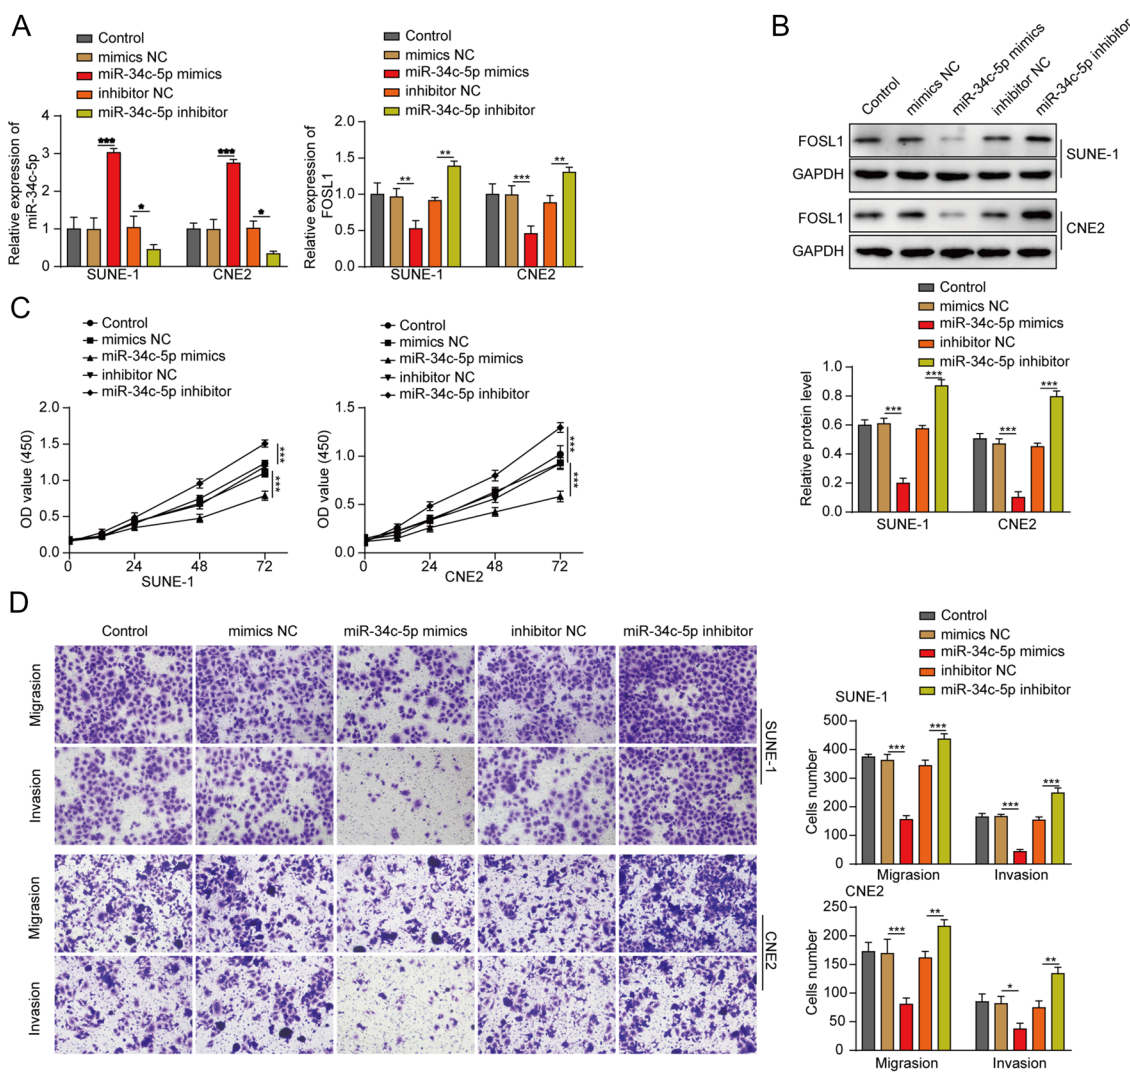 A
Control
mimics NC
miR-34c-5p mimics
inhibitor NC
miR-34c-5p inhibitor
Relative expression of
miR-34c-5p
4
3
2
1
0
***
*
***
*
SUNE-1
CNE2
Control
mimics NC
miR-34c-5p mimics
inhibitor NC
miR-34c-5p inhibitor
Relative expression of
FOSL1
2.0
1.5
1.0
0.5
0.0
**
**
***
**
SUNE-1
CNE2
B
Control
mimics NC
miR-34c-5p mimics
inhibitor NC
miR-34c-5p inhibitor
FOSL1
GAPDH
SUNE-1
FOSL1
GAPDH
CNE2
Control
mimics NC
miR-34c-5p mimics
inhibitor NC
miR-34c-5p inhibitor
Relative protein level
1.0
0.8
0.6
0.4
0.2
0.0
***
***
***
***
SUNE-1
CNE2
C
Control
mimics NC
miR-34c-5p mimics
inhibitor NC
miR-34c-5p inhibitor
OD value (450)
2.0
1.5
1.0
0.5
0.0
0
24
48
72
***
***
SUNE-1
Control
mimics NC
miR-34c-5p mimics
inhibitor NC
miR-34c-5p inhibitor
OD value (450)
1.5
1.0
0.5
0.0
0
24
48
72
***
***
CNE2
D
Control
mimics NC
miR-34c-5p mimics
inhibitor NC
miR-34c-5p inhibitor
Migrasion
Invasion
SUNE-1
Migrasion
Invasion
CNE2
Control
mimics NC
miR-34c-5p mimics
inhibitor NC
miR-34c-5p inhibitor
SUNE-1
Cells number
500
400
300
200
100
0
***
***
***
***
Migrasion
Invasion
CNE2
Cells number
250
200
150
100
50
0
***
**
*
**
Migrasion
Invasion